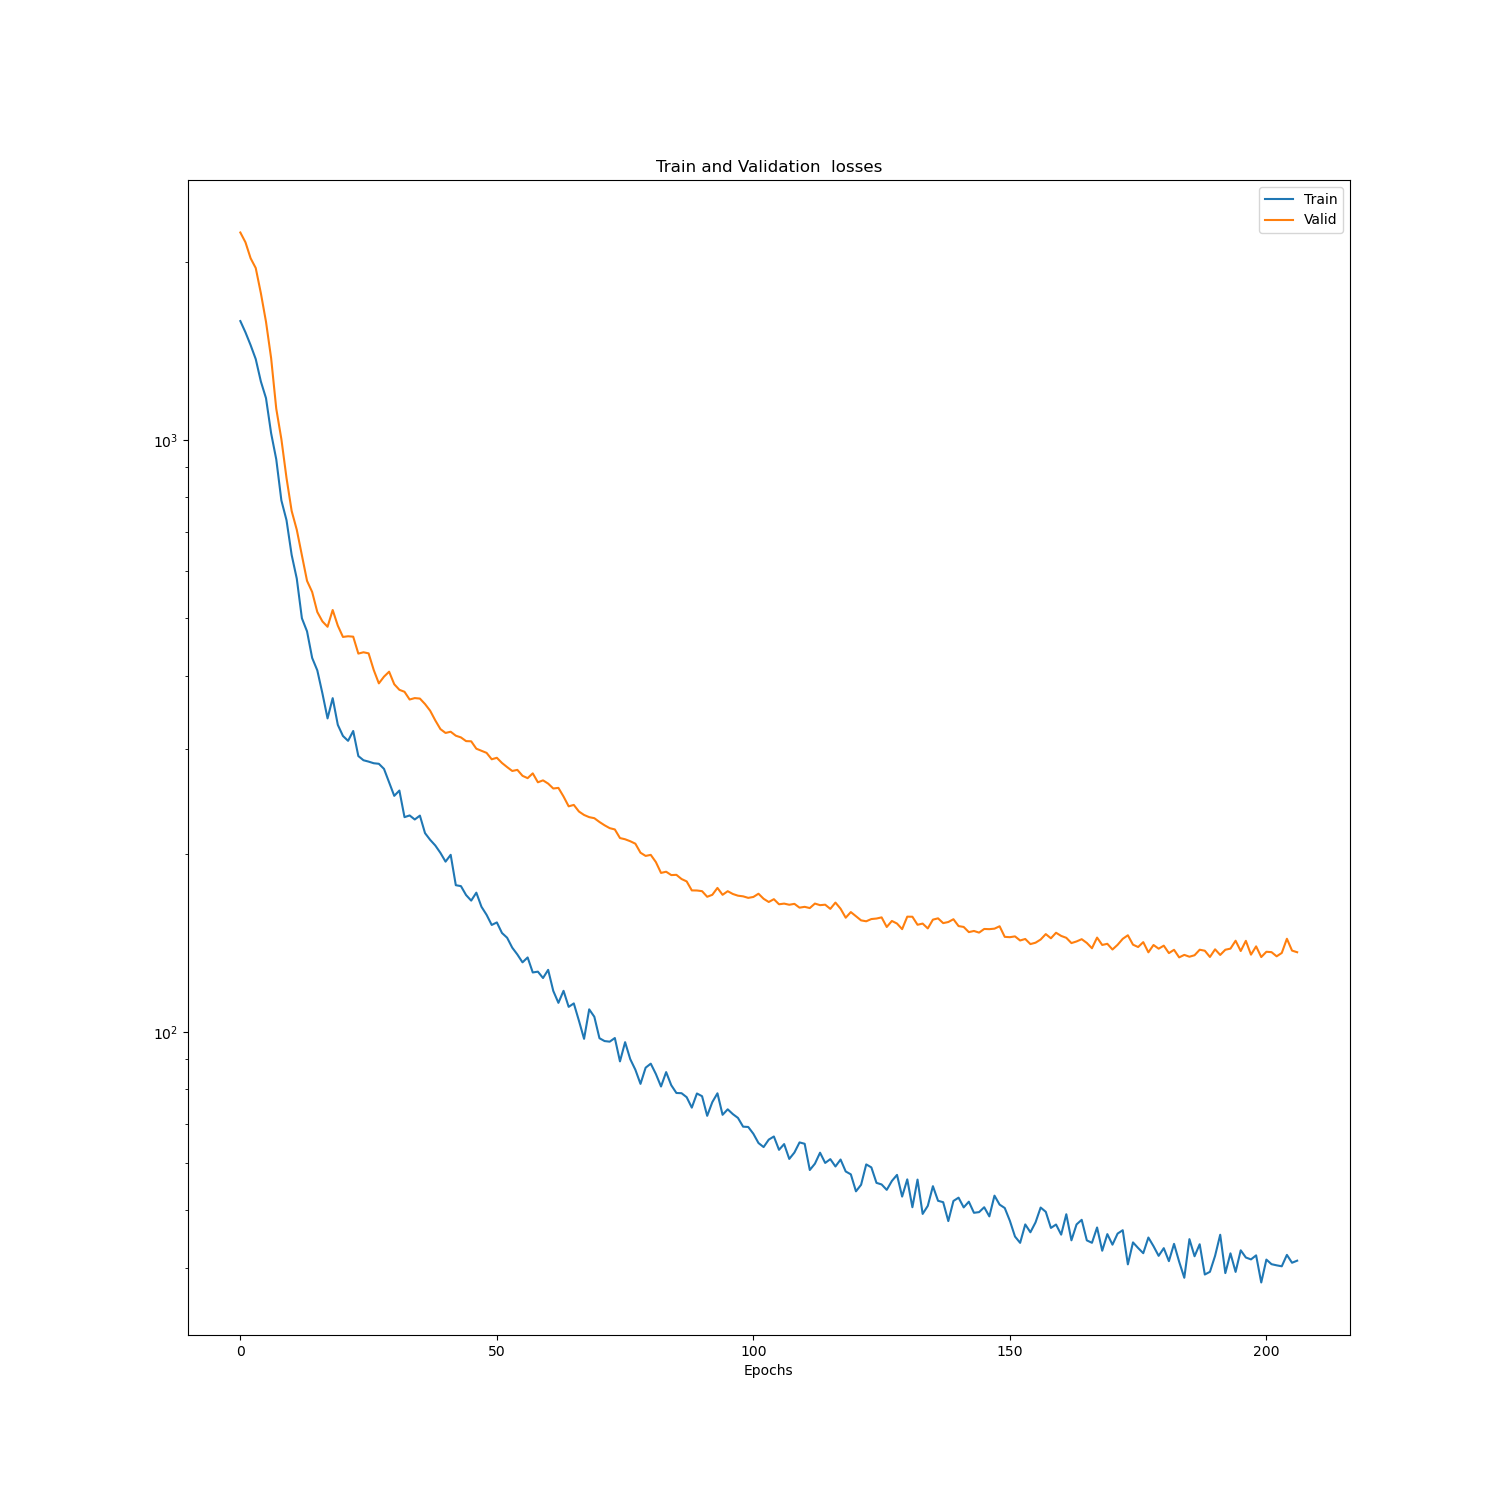 Train and Validation  losses
Train
Valid
10³
10²
0 50 100 150 200
Epochs